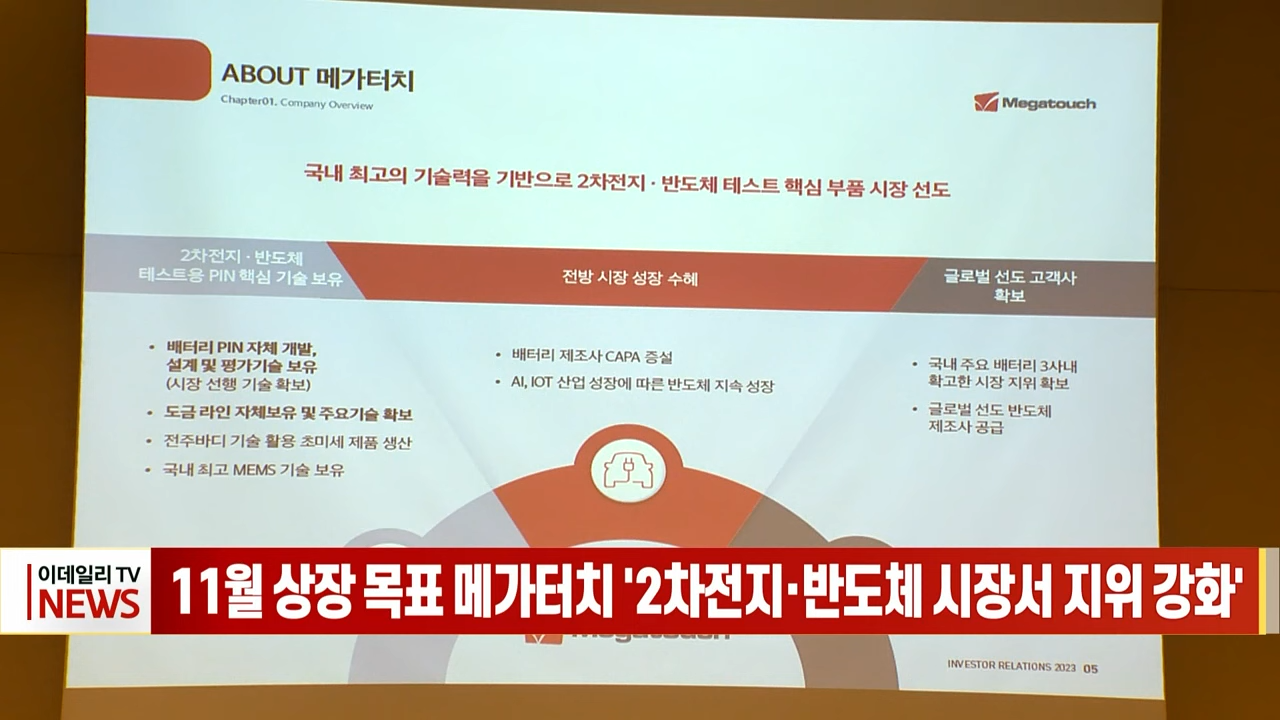 ABOUT 메가터치
Chapter01. Company Overview
Megatouch
국내 최고의 기술력을 기반으로 2차전지 · 반도체 테스트 핵심 부품 시장 선도
2차전지 · 반도체
테스트용 PIN 핵심 기술 보유
전방 시장 성장 수혜
글로벌 선도 고객사
확보
• 배터리 PIN 자체 개발,
설계 및 평가기술 보유
(시장 선행 기술 확보)
• 도금 라인 자체보유 및 주요기술 확보
• 전주바디 기술 활용 초미세 제품 생산
• 국내 최고 MEMS 기술 보유
• 배터리 제조사 CAPA 증설
• AI, IOT 산업 성장에 따른 반도체 지속 성장
• 국내 주요 배터리 3사내
확고한 시장 지위 확보
• 글로벌 선도 반도체
제조사 공급
이데일리 TV
NEWS
11월 상장 목표 메가터치 '2차전지·반도체 시장서 지위 강화'
Megatouch
INVESTOR RELATIONS 2023 05